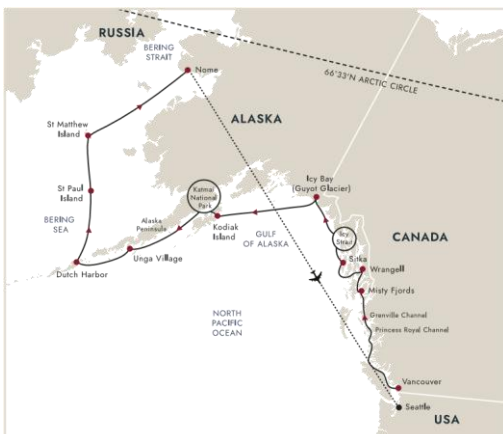 RUSSIA
BERING
STRAIT
Nome
66°33'N ARCTIC CIRCLE
St Matthew
Island
ALASKA
St Paul
Island
Katmai
National
Park
Icy Bay
(Guyot Glacier)
BERING
SEA
Alaska
Peninsula
Kodiak
Island
GULF
OF ALASKA
Icy
Strait
CANADA
Dutch Harbor
Unga Village
Sitka
Wrangell
Misty Fjords
NORTH
PACIFIC
OCEAN
Grenville Channel
Princess Royal Channel
Vancouver
Seattle
USA